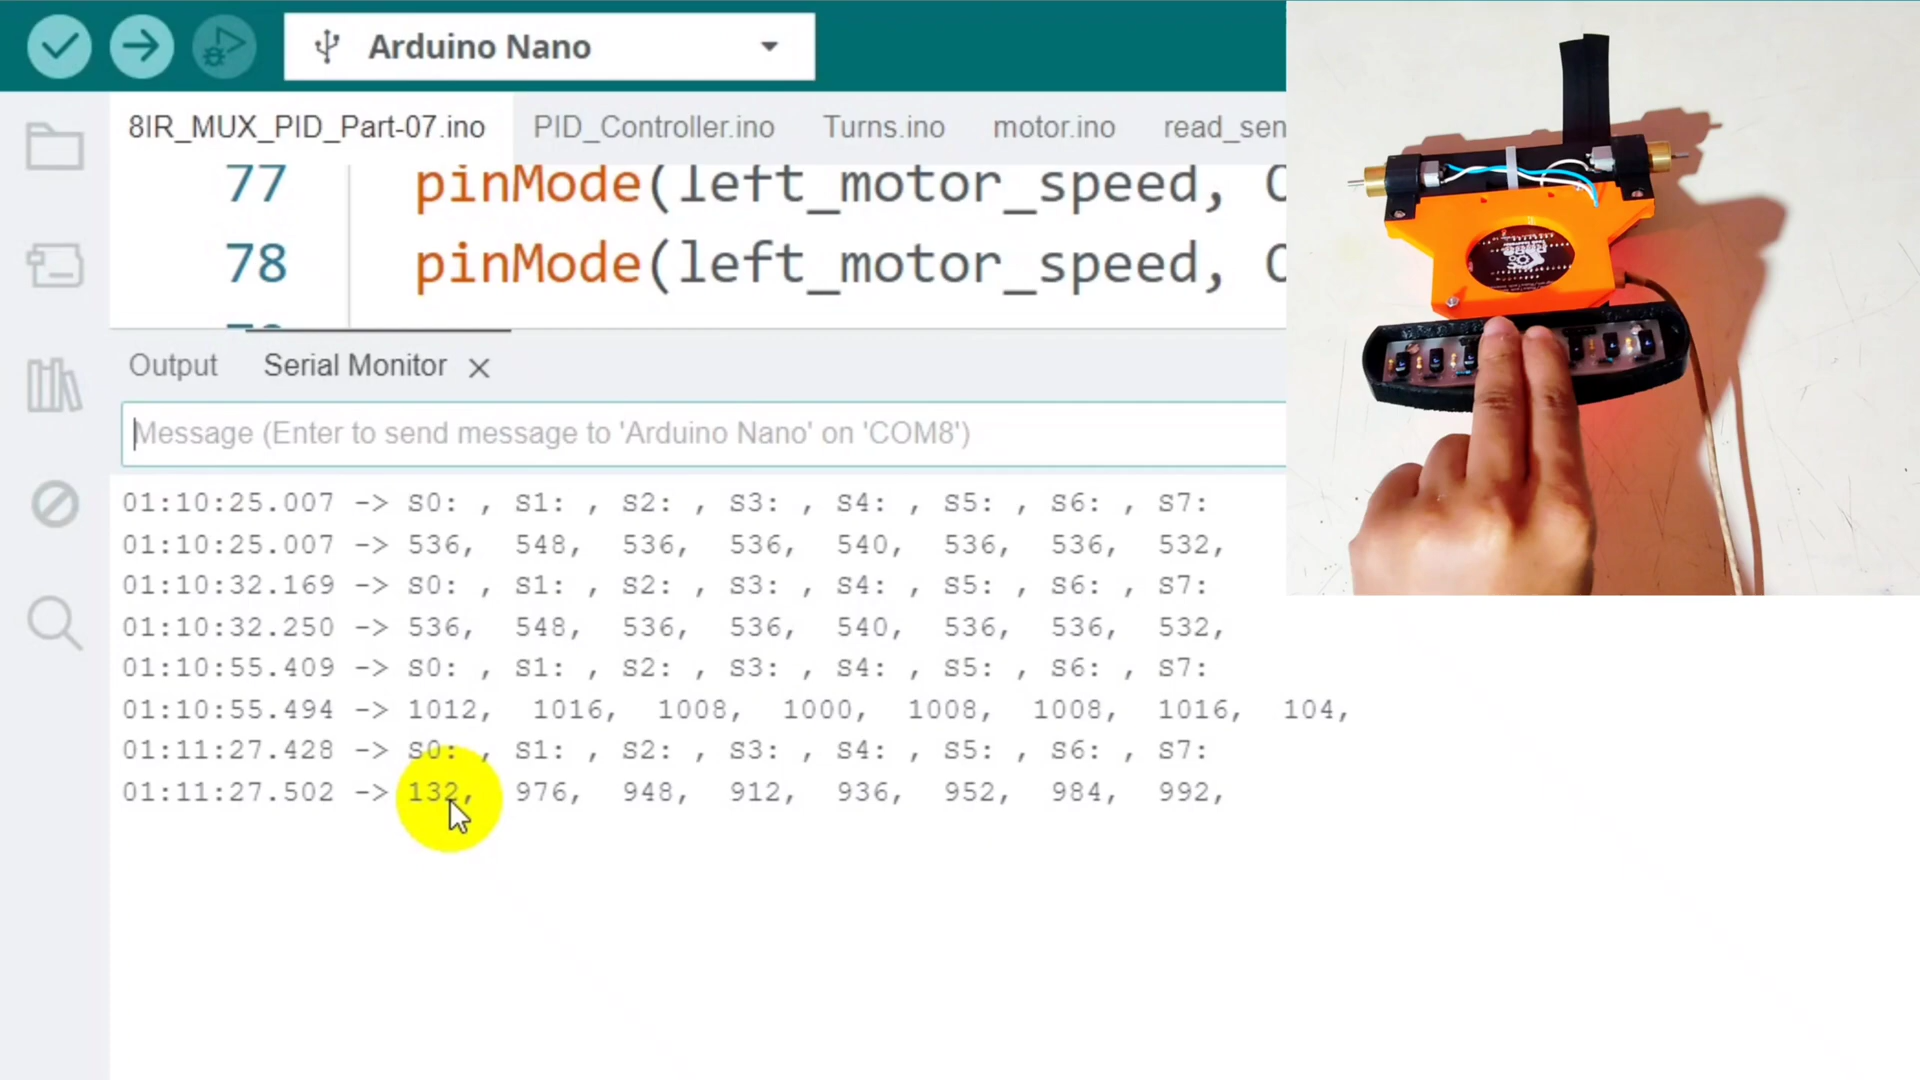 Arduino Nano
8IR_MUX_PID_Part-07.ino PID_Controller.ino Turns.ino motor.ino read_sen
77 pinMode(left_motor_speed, O
78 pinMode(left_motor_speed, O
Output Serial Monitor
Message (Enter to send message to 'Arduino Nano' on 'COM8')
01:10:25.007 -> S0: , S1: , S2: , S3: , S4: , S5: , S6: , S7:
01:10:25.007 -> 536, 548, 536, 536, 540, 536, 536, 532,
01:10:32.169 -> S0: , S1: , S2: , S3: , S4: , S5: , S6: , S7:
01:10:32.250 -> 536, 548, 536, 536, 540, 536, 536, 532,
01:10:55.409 -> S0: , S1: , S2: , S3: , S4: , S5: , S6: , S7:
01:10:55.494 -> 1012, 1016, 1008, 1000, 1008, 1008, 1016, 104,
01:11:27.428 -> S0: , S1: , S2: , S3: , S4: , S5: , S6: , S7:
01:11:27.502 -> 132, 976, 948, 912, 936, 952, 984, 992,